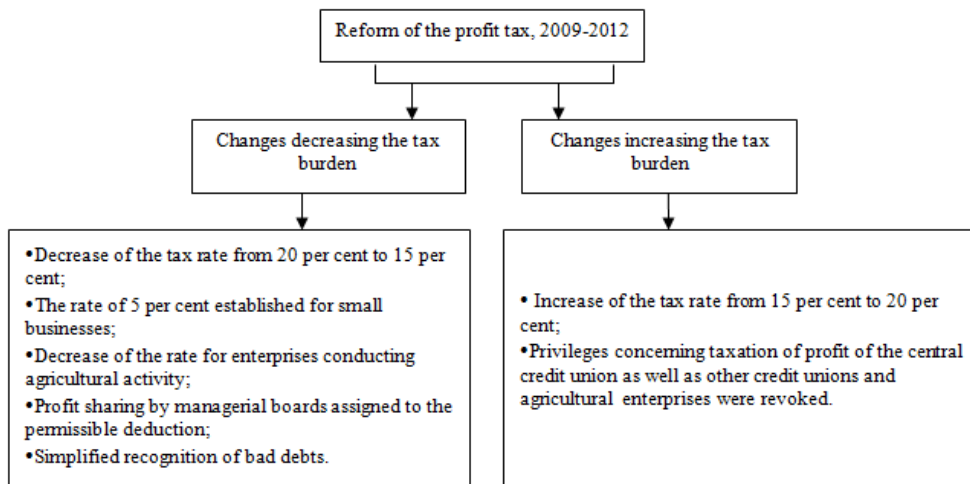 Reform of the profit tax, 2009-2012
Changes decreasing the tax
burden
Changes increasing the tax
burden
•Decrease of the tax rate from 20 per cent to 15 per
cent;
•The rate of 5 per cent established for small
businesses;
•Decrease of the rate for enterprises conducting
agricultural activity;
•Profit sharing by managerial boards assigned to the
permissible deduction;
•Simplified recognition of bad debts.
• Increase of the tax rate from 15 per cent to 20 per
cent;
•Privileges concerning taxation of profit of the central
credit union as well as other credit unions and
agricultural enterprises were revoked.